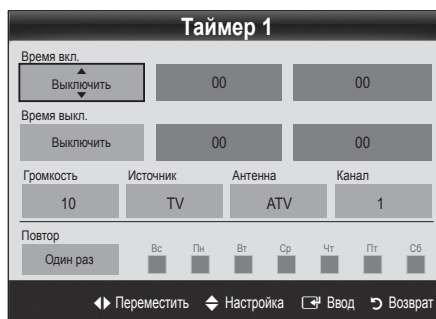 Таймер 1
Время вкл.
Выключить 00 00
Время выкл.
Выключить 00 00
Громкость Источник Антенна Канал
10 TV ATV 1
Повтор
Вс Пн Вт Ср Чт Пт Сб
Один раз
Переместить Настройка Ввод Возврат